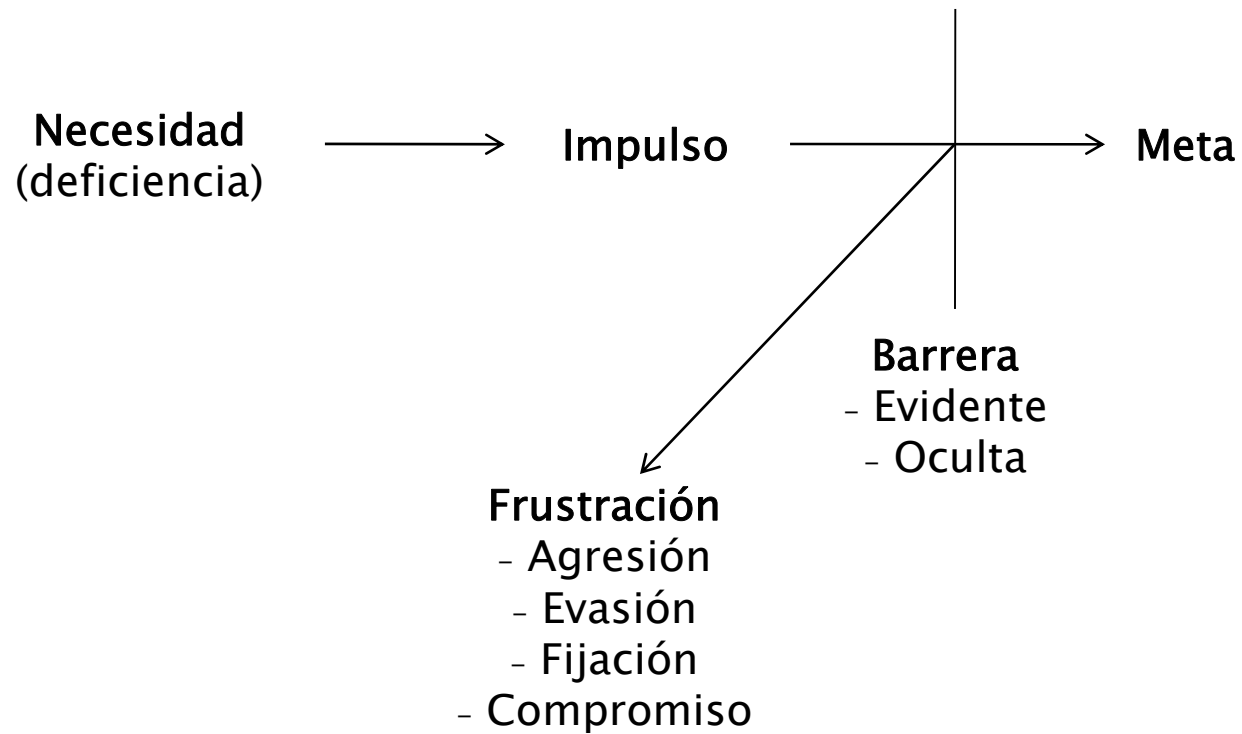 Necesidad
(deficiencia)
Impulso
Meta
Barrera
- Evidente
- Oculta
Frustración
- Agresión
- Evasión
- Fijación
- Compromiso